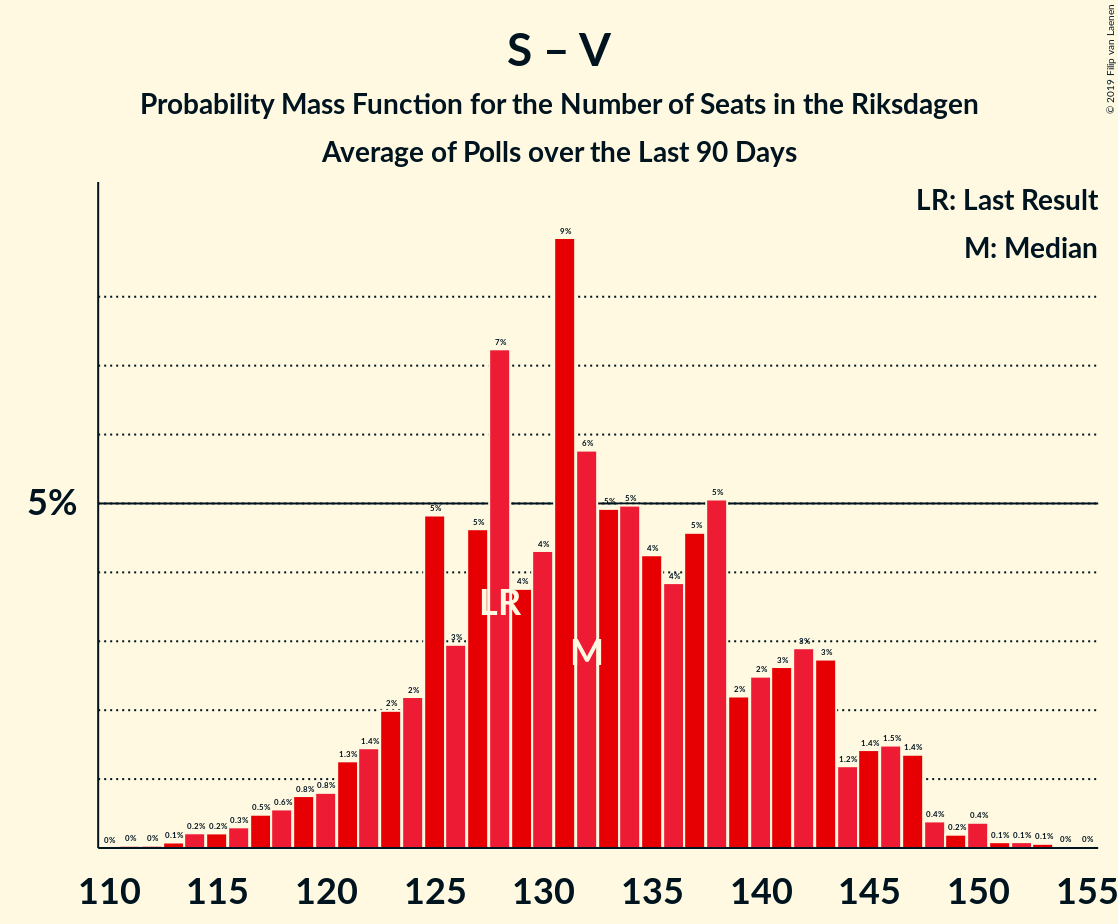 S – V
Probability Mass Function for the Number of Seats in the Riksdagen
Average of Polls over the Last 90 Days
© 2019 Filip van Laenen
LR: Last Result
M: Median
5%
0% 0% 0% 0.1% 0.2% 0.2% 0.3% 0.5% 0.6% 0.8% 0.8% 1.3% 1.4% 2% 2% 5% 3% 5% 7% 4% 4% 9% 6% 5% 5% 4% 4% 5% 5% 2% 2% 3% 3% 3% 1.2% 1.4% 1.5% 1.4% 0.4% 0.2% 0.4% 0.1% 0.1% 0.1% 0% 0%
LR
M
110 115 120 125 130 135 140 145 150 155